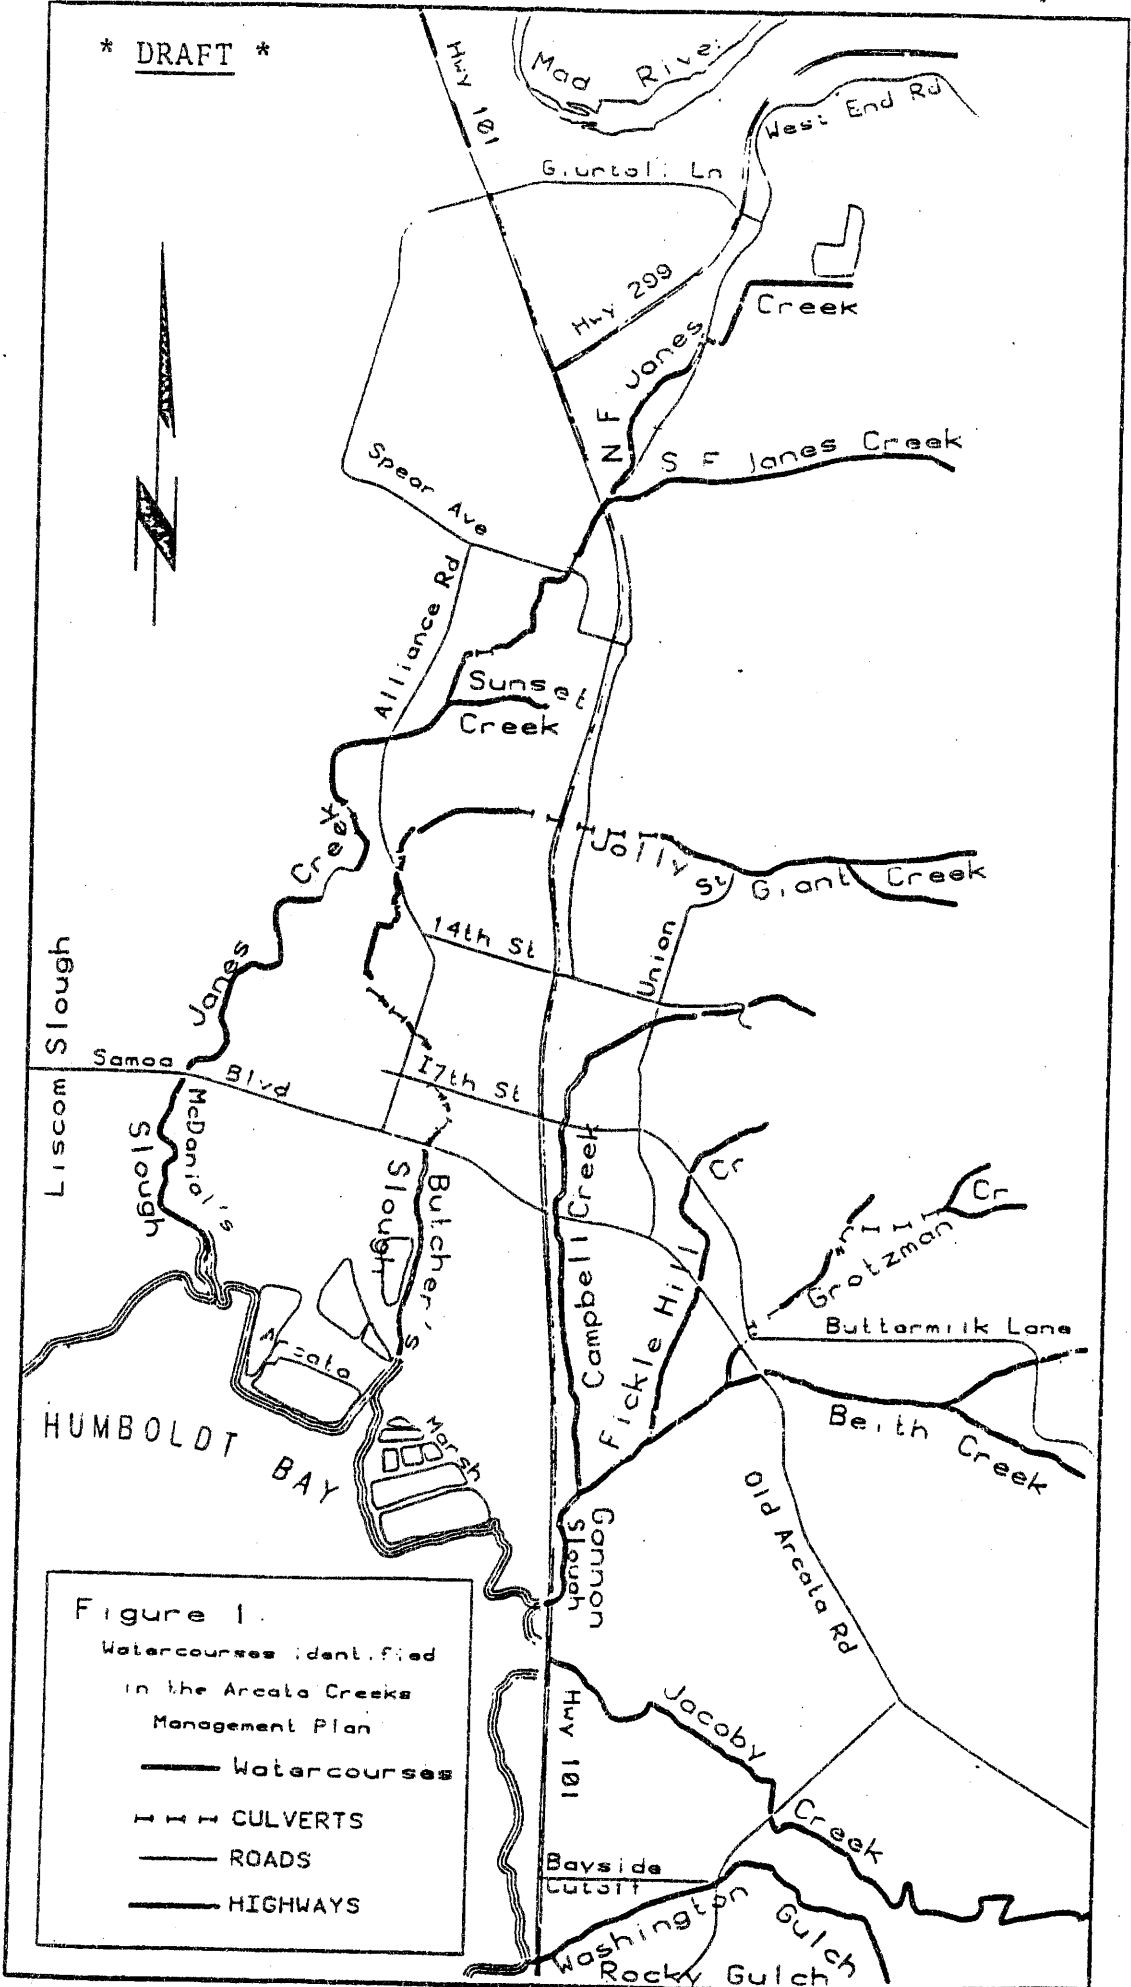 * DRAFT *
Hwy 101
Mad River
West End Rd
Giuntoli Ln
Hwy 299
Creek
N F Janes
S F Janes Creek
Spear Ave
Alliance Rd
Sunset
Creek
Jolly
Giant Creek
St
Janes Creek
14th St
Union
Liscom Slough
Samoa Blvd
17th St
McDaniel's
Slough
Butcher's
Slough
Campbell Creek
Fickle Hill Cr
Grotzman Cr
Buttermilk Lane
Beith Creek
Arcata
Marsh
HUMBOLDT BAY
Old Arcata Rd
Gannon
Slough
Hwy 101
Jacoby
Creek
Bayside
Cutoff
Washington Gulch
Rocky Gulch
Figure 1.
Watercourses identified
in the Arcata Creeks
Management Plan
Watercourses
CULVERTS
ROADS
HIGHWAYS